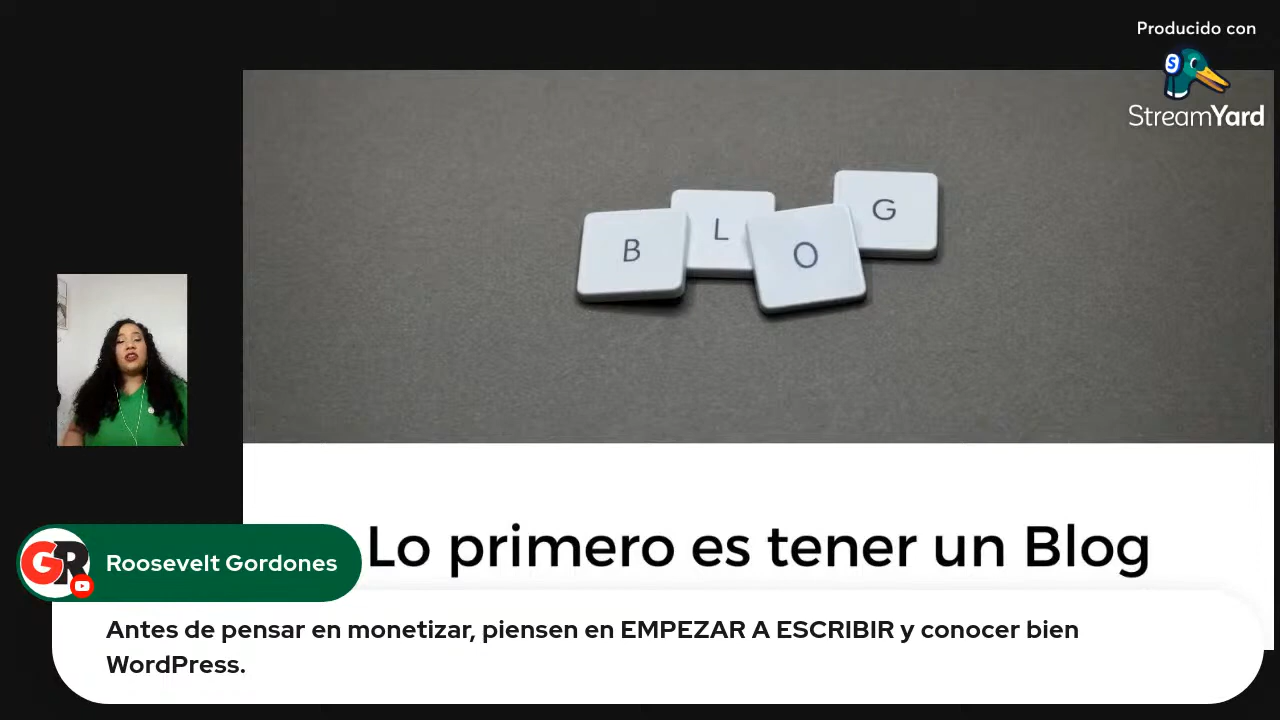 Producido con
S
StreamYard
B L O G
Lo primero es tener un Blog
GR
Roosevelt Gordones
Antes de pensar en monetizar, piensen en EMPEZAR A ESCRIBIR y conocer bien
WordPress.